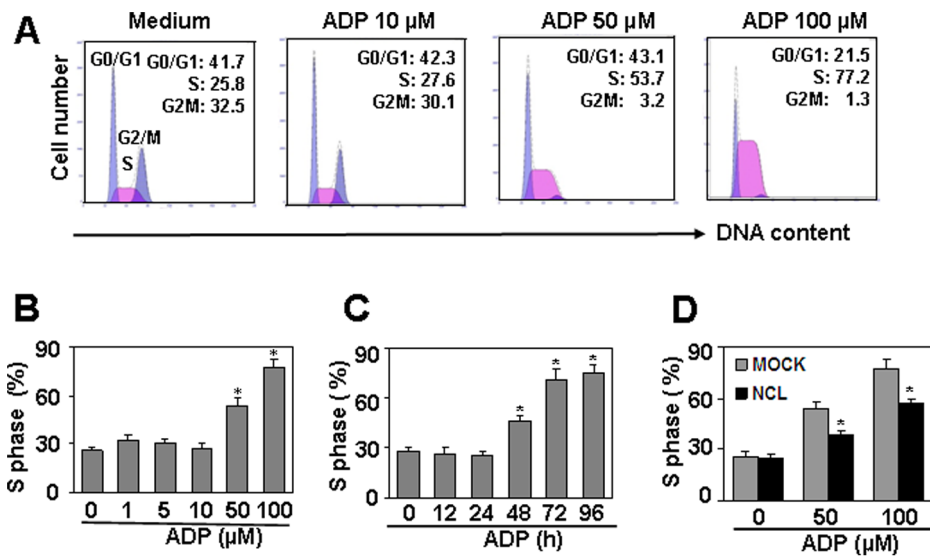 A
Medium
ADP 10 µM
ADP 50 µM
ADP 100 µM
Cell number
G0/G1
G0/G1: 41.7
S: 25.8
G2M: 32.5
G2/M
S
G0/G1: 42.3
S: 27.6
G2M: 30.1
G0/G1: 43.1
S: 53.7
G2M: 3.2
G0/G1: 21.5
S: 77.2
G2M: 1.3
DNA content
B
S phase (%)
90
60
30
0
* *
0 1 5 10 50 100
ADP (µM)
C
S phase ( %)
90
60
30
0
* * *
0 12 24 48 72 96
ADP (h)
D
S phase ( %)
90
60
30
0
MOCK
NCL
* *
0 50 100
ADP (µM)